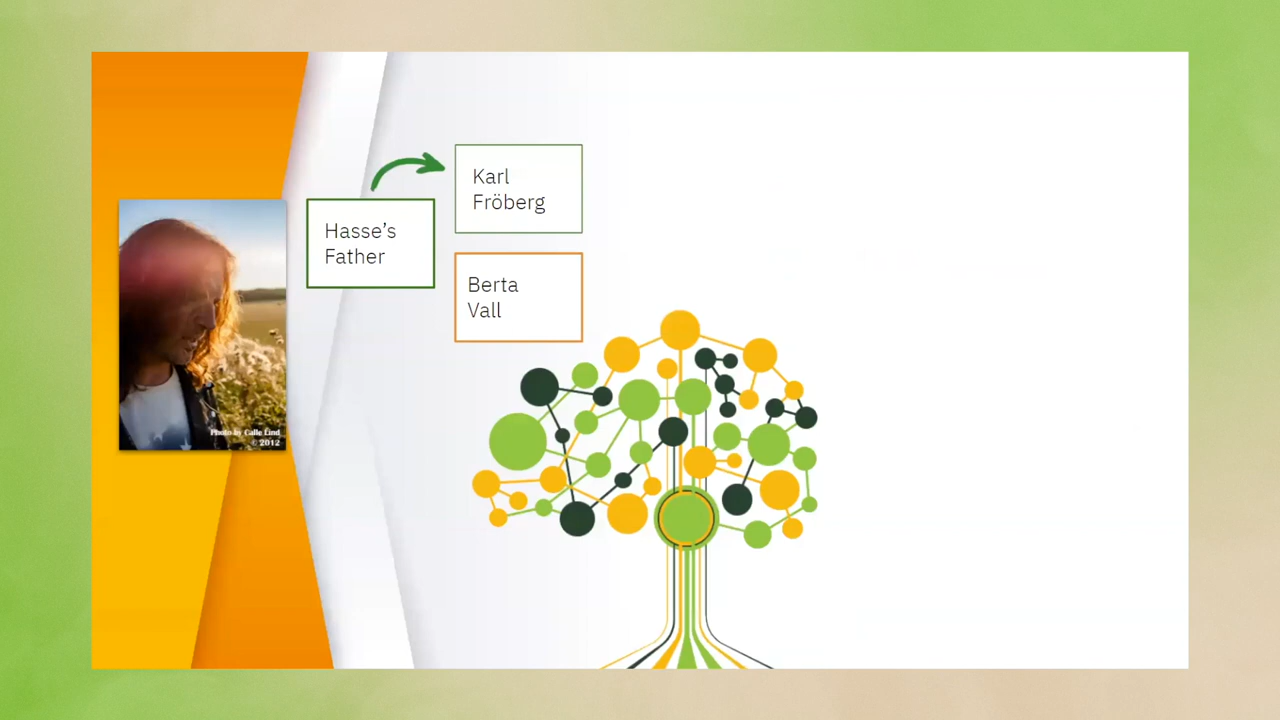 Karl
Fröberg
Hasse’s
Father
Berta
Vall
Photo by Calle Lind
© 2012